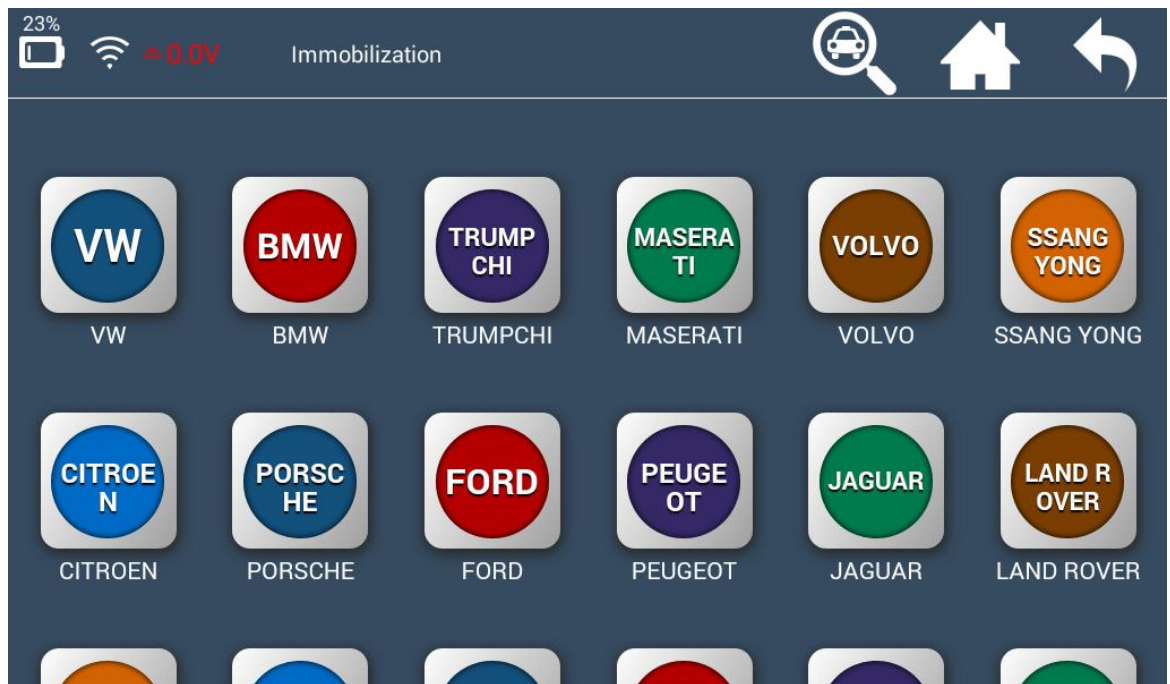 23%
0.0V Immobilization
VW BMW TRUMP MASERA VOLVO SSANG
CHI TI YONG
VW BMW TRUMPCHI MASERATI VOLVO SSANG YONG
CITROE PORSC FORD PEUGE JAGUAR LAND R
N HE OT OVER
CITROEN PORSCHE FORD PEUGEOT JAGUAR LAND ROVER